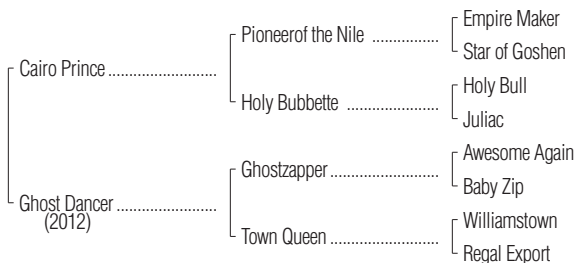 Empire Maker
Pioneerof the Nile ................
Star of Goshen
Cairo Prince ..........................
Holy Bull
Holy Bubbette ......................
Juliac
Awesome Again
Ghostzapper ..........................
Baby Zip
Ghost Dancer ........................
(2012)
Williamstown
Town Queen ..........................
Regal Export